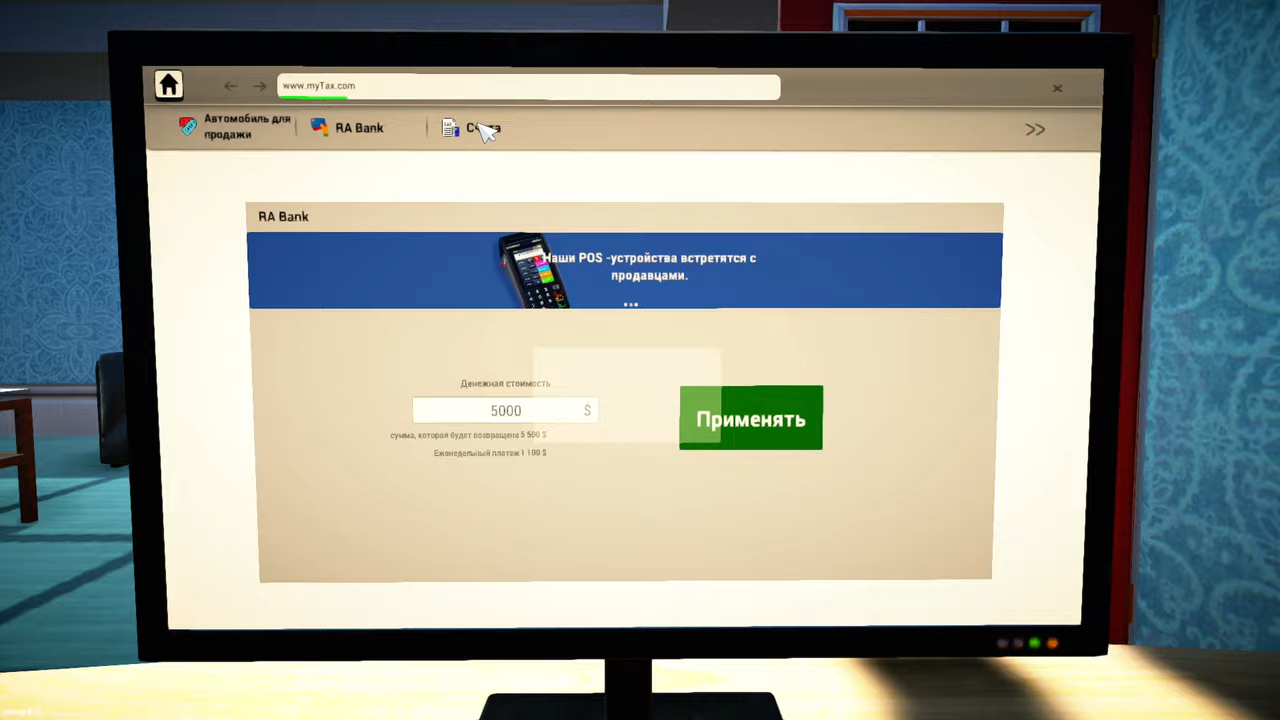 www.myTax.com
Автомобиль для
продажи
RA Bank
RA Bank
Наши POS -устройства встретятся с
продавцами.
...
Денежная стоимость
5000 $
Применять
сумма, которая будет возвращена 5 500 $
Еженедельный платеж 1 100 $